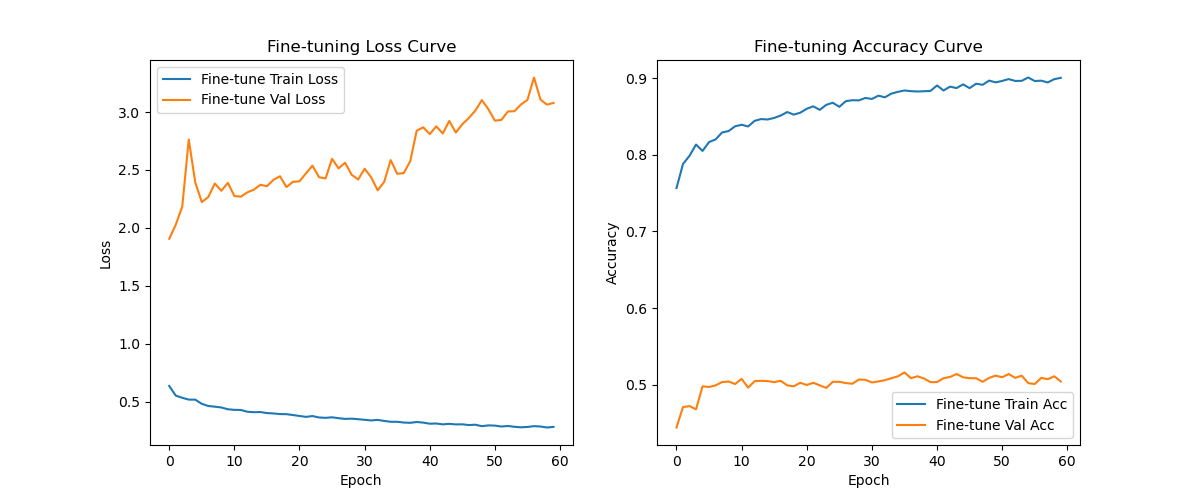 Fine-tuning Loss Curve
Fine-tune Train Loss
Fine-tune Val Loss
Loss
3.0
2.5
2.0
1.5
1.0
0.5
0 10 20 30 40 50 60
Epoch
Fine-tuning Accuracy Curve
Accuracy
0.9
0.8
0.7
0.6
0.5
Fine-tune Train Acc
Fine-tune Val Acc
0 10 20 30 40 50 60
Epoch